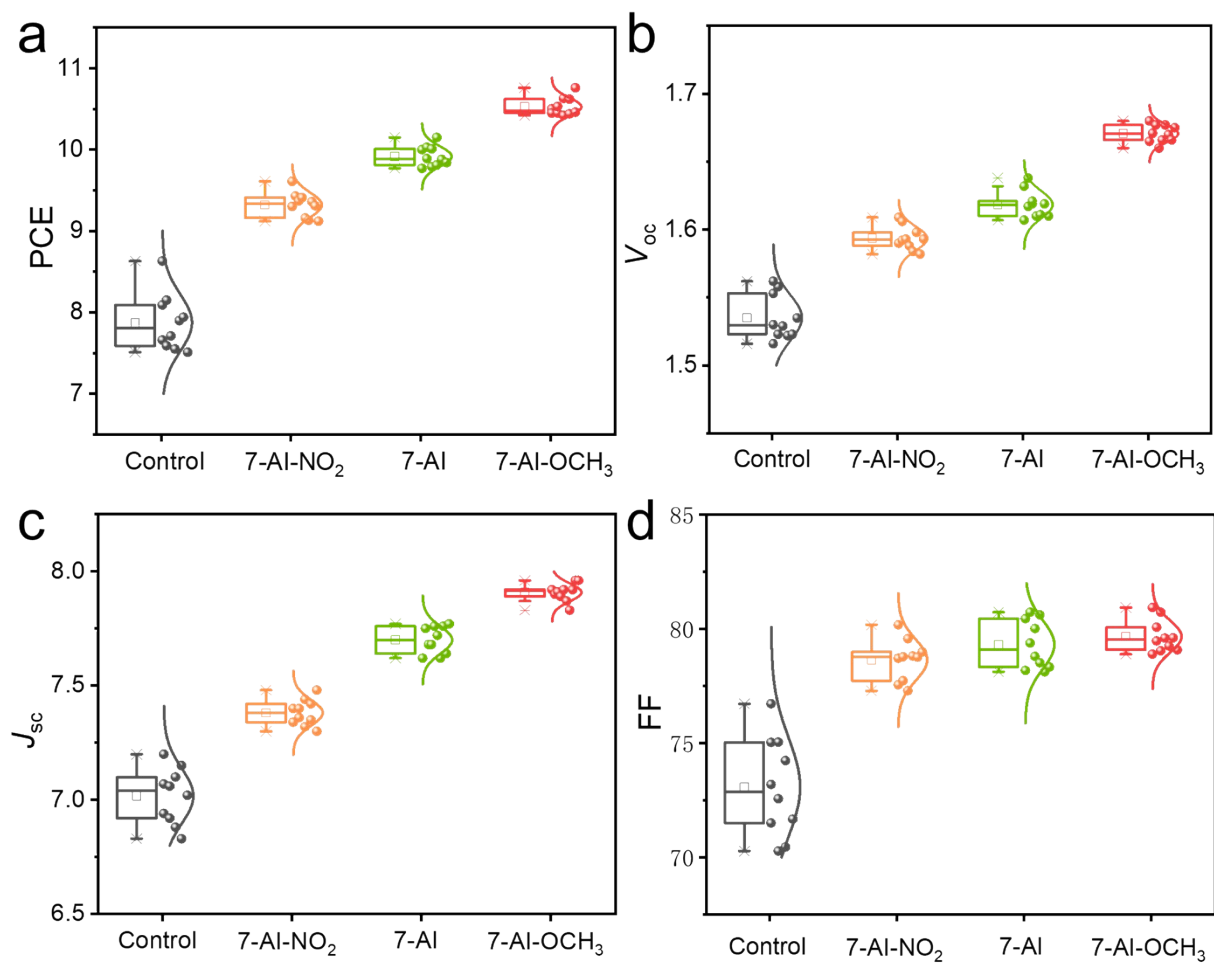 a
11
10
9
8
7
PCE
Control
7-AI-NO₂
7-AI
7-AI-OCH₃
b
1.7
1.6
1.5
Voc
Control
7-AI-NO₂
7-AI
7-AI-OCH₃
c
8.0
7.5
7.0
6.5
Jsc
Control
7-AI-NO₂
7-AI
7-AI-OCH₃
d
85
80
75
70
FF
Control
7-AI-NO₂
7-AI
7-AI-OCH₃